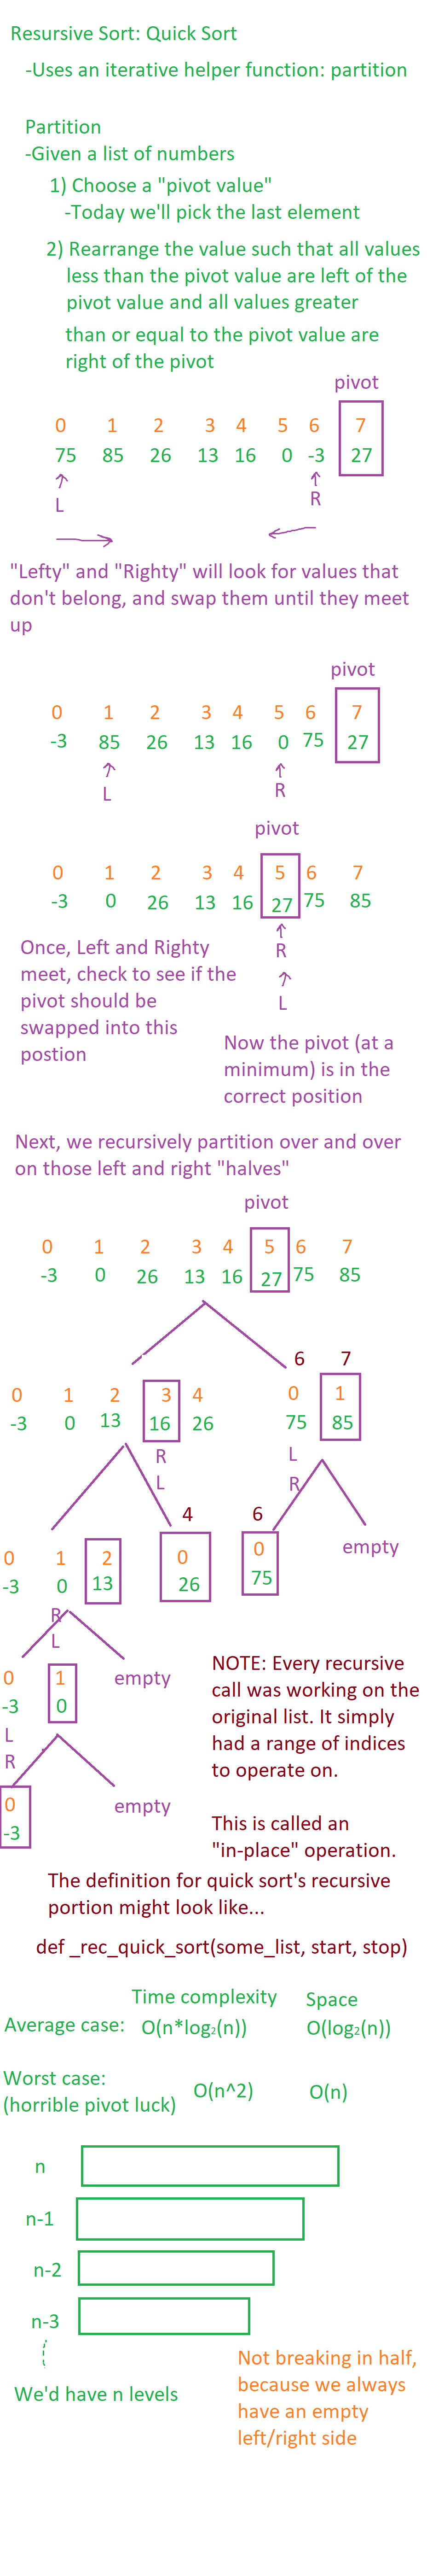 Resursive Sort: Quick Sort
-Uses an iterative helper function: partition
Partition
-Given a list of numbers
1) Choose a "pivot value"
-Today we'll pick the last element
2) Rearrange the value such that all values
less than the pivot value are left of the
pivot value and all values greater
than or equal to the pivot value are
right of the pivot
pivot
0 1 2 3 4 5 6 7
75 85 26 13 16 0 -3 27
L R
"Lefty" and "Righty" will look for values that
don't belong, and swap them until they meet
up
pivot
0 1 2 3 4 5 6 7
-3 85 26 13 16 0 75 27
L R
pivot
0 1 2 3 4 5 6 7
-3 0 26 13 16 27 75 85
R
L
Once, Left and Righty
meet, check to see if the
pivot should be
swapped into this
postion
Now the pivot (at a
minimum) is in the
correct position
Next, we recursively partition over and over
on those left and right "halves"
pivot
0 1 2 3 4 5 6 7
-3 0 26 13 16 27 75 85
6 7
0 1 2 3 4 0 1
-3 0 13 16 26 75 85
R L
L R
4 6
0 1 2 0 0
-3 0 13 26 75
empty
R
L
0 1 empty
-3 0
L
R
0 empty
-3
NOTE: Every recursive
call was working on the
original list. It simply
had a range of indices
to operate on.
This is called an
"in-place" operation.
The definition for quick sort's recursive
portion might look like...
def _rec_quick_sort(some_list, start, stop)
Time complexity Space
Average case: O(n*log₂(n)) O(log₂(n))
Worst case:
(horrible pivot luck) O(n^2) O(n)
n
n-1
n-2
n-3
We'd have n levels
Not breaking in half,
because we always
have an empty
left/right side